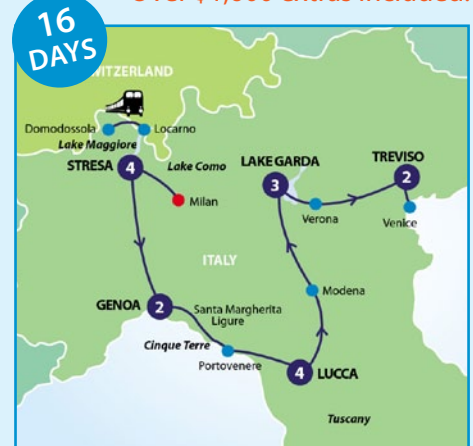 16
DAYS
SWITZERLAND
Domodossola
Locarno
Lake Maggiore
STRESA
4
Lake Como
Milan
LAKE GARDA
3
TREVISO
2
Verona
Venice
ITALY
Modena
GENOA
2
Santa Margherita
Ligure
Cinque Terre
Portovenere
4
LUCCA
Tuscany